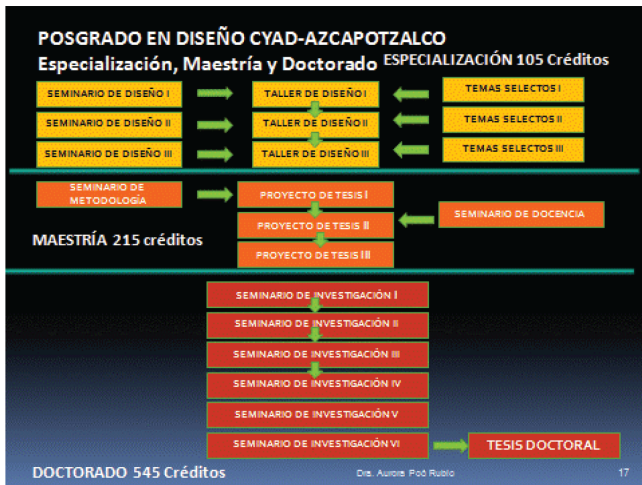 POSGRADO EN DISEÑO CYAD-AZCAPOTZALCO
Especialización, Maestría y Doctorado ESPECIALIZACIÓN 105 Créditos
SEMINARIO DE DISEÑO I
TALLER DE DISEÑO I
TEMAS SELECTOS I
SEMINARIO DE DISEÑO II
TALLER DE DISEÑO II
TEMAS SELECTOS II
SEMINARIO DE DISEÑO III
TALLER DE DISEÑO III
TEMAS SELECTOS III
SEMINARIO DE
METODOLOGÌA
PROYECTO DE TESIS I
PROYECTO DE TESIS II
SEMINARIO DE DOCENCIA
MAESTRÍA 215 créditos
PROYECTO DE TESIS III
SEMINARIO DE INVESTIGACIÓN I
SEMINARIO DE INVESTIGACIÓN II
SEMINARIO DE INVESTIGACIÓN III
SEMINARIO DE INVESTIGACIÓN IV
SEMINARIO DE INVESTIGACIÓN V
SEMINARIO DE INVESTIGACIÓN VI
TESIS DOCTORAL
DOCTORADO 545 Créditos
Dra. Aurora Poó Rubio
17